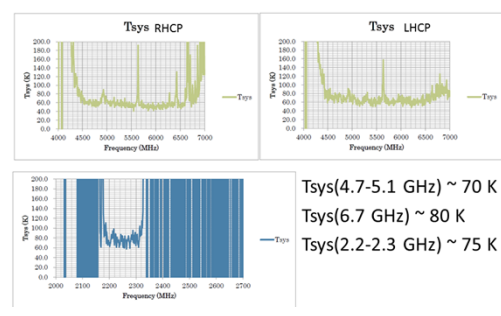 Tsys RHCP
200.0
180.0
160.0
140.0
120.0
100.0
80.0
60.0
40.0
20.0
0.0
Tsys (K)
4000 4500 5000 5500 6000 6500 7000
Frequency (MHz)
Tsys
Tsys LHCP
200.0
180.0
160.0
140.0
120.0
100.0
80.0
60.0
40.0
20.0
0.0
Tsys (K)
4000 4500 5000 5500 6000 6500 7000
Frequency (MHz)
Tsys
200.0
180.0
160.0
140.0
120.0
100.0
80.0
60.0
40.0
20.0
0.0
Tsys (K)
2000 2100 2200 2300 2400 2500 2600 2700
Frequency (MHz)
Tsys
Tsys(4.7-5.1 GHz) ~ 70 K
Tsys(6.7 GHz) ~ 80 K
Tsys(2.2-2.3 GHz) ~ 75 K